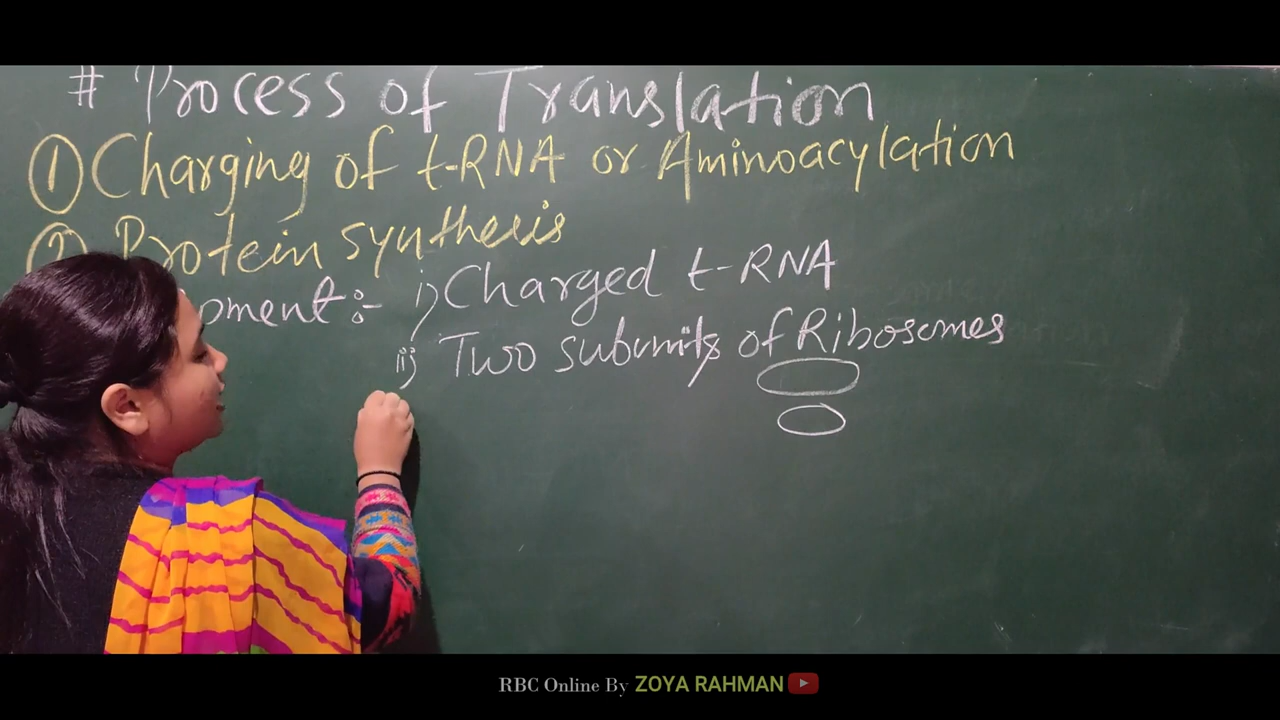 # Process of Translation
① Charging of t-RNA or Aminoacylation
② Protein synthesis
i) Charged t-RNA
ii) Two subunits of Ribosomes
RBC Online By ZOYA RAHMAN